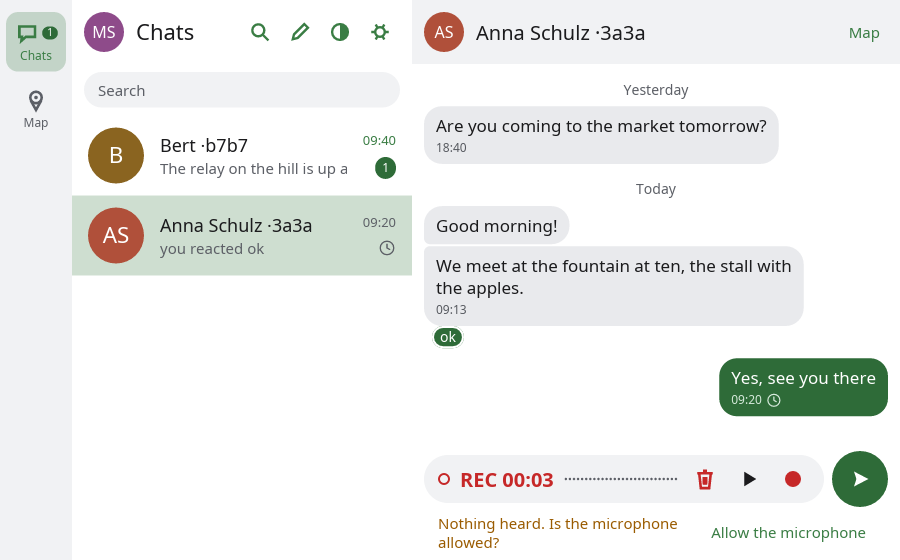 1
Chats
Map
MS
Chats
Search
B
Bert ·b7b7
09:40
The relay on the hill is up a
1
AS
Anna Schulz ·3a3a
09:20
you reacted ok
AS
Anna Schulz ·3a3a
Map
Yesterday
Are you coming to the market tomorrow?
18:40
Today
Good morning!
We meet at the fountain at ten, the stall with
the apples.
09:13
ok
Yes, see you there
09:20
REC 00:03
Nothing heard. Is the microphone
allowed?
Allow the microphone